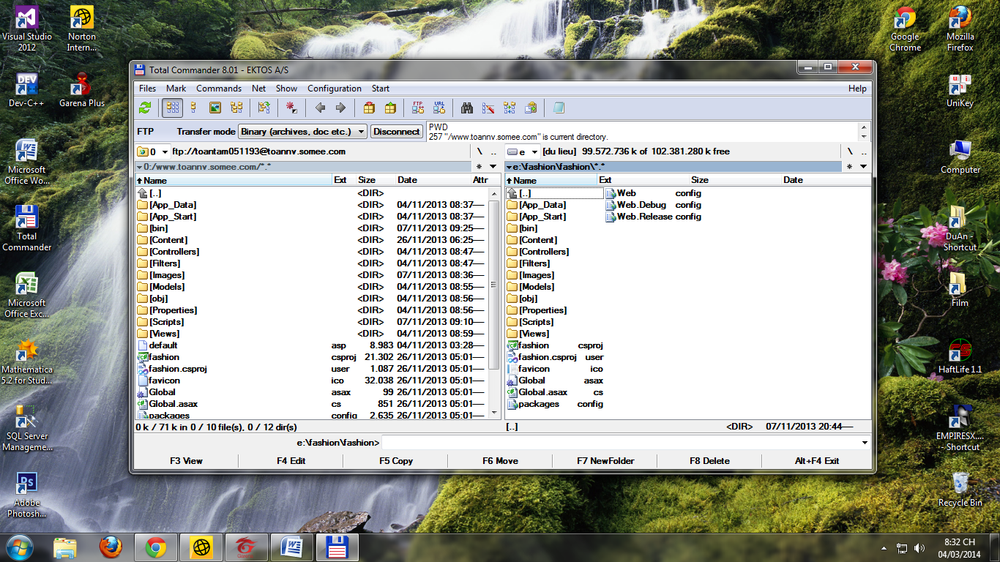 Visual Studio
2012
Norton
Intern...
Dev-C++
Garena Plus
Microsoft
Office Wo...
Total
Commander
Microsoft
Office Exc...
Mathematica
5.2 for Stud...
SQL Server
Manageme...
Adobe
Photosh...
Google
Chrome
Mozilla
Firefox
UniKey
Computer
DuAn -
Shortcut
Film
HaftLife 1.1
EMPIRESX....
- Shortcut
Recycle Bin
Total Commander 8.01 - EKTOS A/S
Files Mark Commands Net Show Configuration Start Help
FTP URL
FTP Transfer mode Binary (archives, doc etc.) Disconnect
PWD
257 "/www.toannv.somee.com" is current directory.
0 ftp://toantam051193@toannv.somee.com \ ..
0:/www.toannv.somee.com/*.* *
Name Ext Size Date Attr
[..] <DIR>
[App_Data] <DIR> 04/11/2013 08:37----
[App_Start] <DIR> 04/11/2013 08:37----
[bin] <DIR> 07/11/2013 09:25----
[Content] <DIR> 26/11/2013 06:25----
[Controllers] <DIR> 04/11/2013 08:47----
[Filters] <DIR> 04/11/2013 08:47----
[Images] <DIR> 07/11/2013 08:36----
[Models] <DIR> 04/11/2013 08:55----
[obj] <DIR> 04/11/2013 08:56----
[Properties] <DIR> 04/11/2013 08:56----
[Scripts] <DIR> 07/11/2013 09:10----
[Views] <DIR> 04/11/2013 08:59----
default asp 8.983 04/11/2013 03:28----
fashion csproj 21.302 26/11/2013 05:01----
fashion.csproj user 1.087 26/11/2013 05:01----
favicon ico 32.038 26/11/2013 05:01----
Global asax 99 26/11/2013 05:01----
Global.asax cs 851 26/11/2013 05:01----
packages config 2.635 26/11/2013 05:01----
0 k / 71 k in 0 / 10 file(s), 0 / 12 dir(s)
e [du lieu] 99.572.736 k of 102.381.280 k free \ ..
e:\fashion\fashion\*.* *
Name Ext Size Date
[..]
[App_Data]
[App_Start]
[bin]
[Content]
[Controllers]
[Filters]
[Images]
[Models]
[obj]
[Properties]
[Scripts]
[Views]
fashion csproj
fashion.csproj user
favicon ico
Global asax
Global.asax cs
packages config
Web config
Web.Debug config
Web.Release config
[..] <DIR> 07/11/2013 20:44----
e:\fashion\fashion>
F3 View F4 Edit F5 Copy F6 Move F7 NewFolder F8 Delete Alt+F4 Exit
8:32 CH
04/03/2014